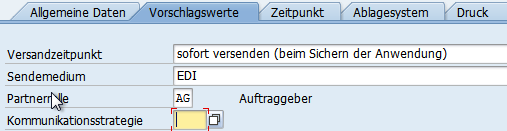 Allgemeine Daten Vorschlagswerte Zeitpunkt Ablagesystem Druck
Versandzeitpunkt sofort versenden (beim Sichern der Anwendung)
Sendemedium EDI
Partnerrolle AG Auftraggeber
Kommunikationsstrategie